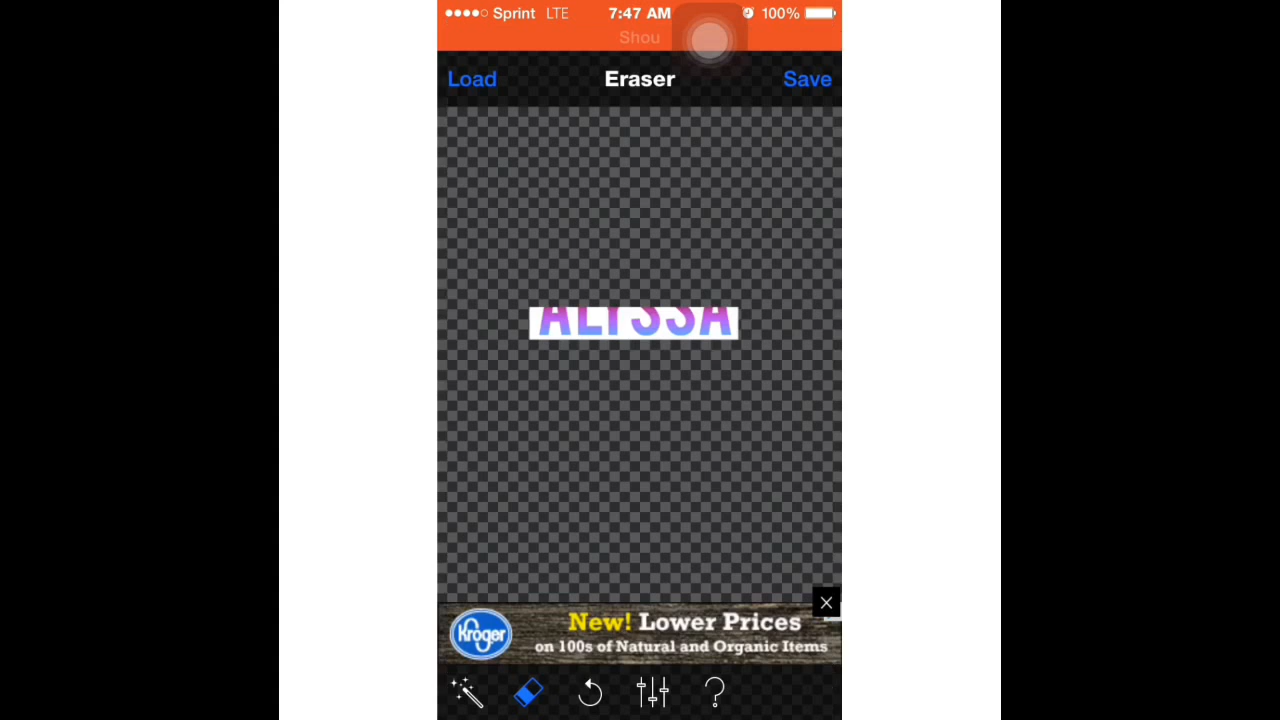 Sprint LTE 7:47 AM 100%
Shou
Load Eraser Save
ALYSSA
Kroger
New! Lower Prices
on 100s of Natural and Organic Items
?